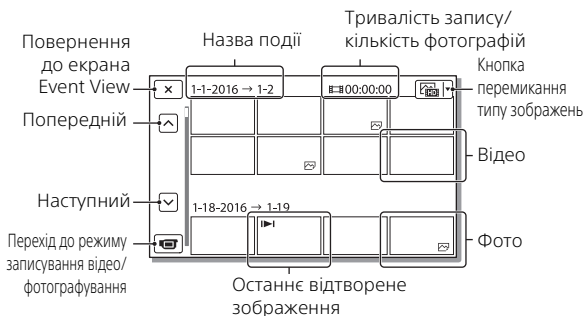 Повернення
до екрана
Event View
Назва події
Тривалість запису/
кількість фотографій
Кнопка
перемикання
типу зображень
1-1-2016 → 1-2
00:00:00
Попередній
Відео
Наступний
1-18-2016 → 1-19
Перехід до режиму
записування відео/
фотографування
Фото
Останнє відтворене
зображення